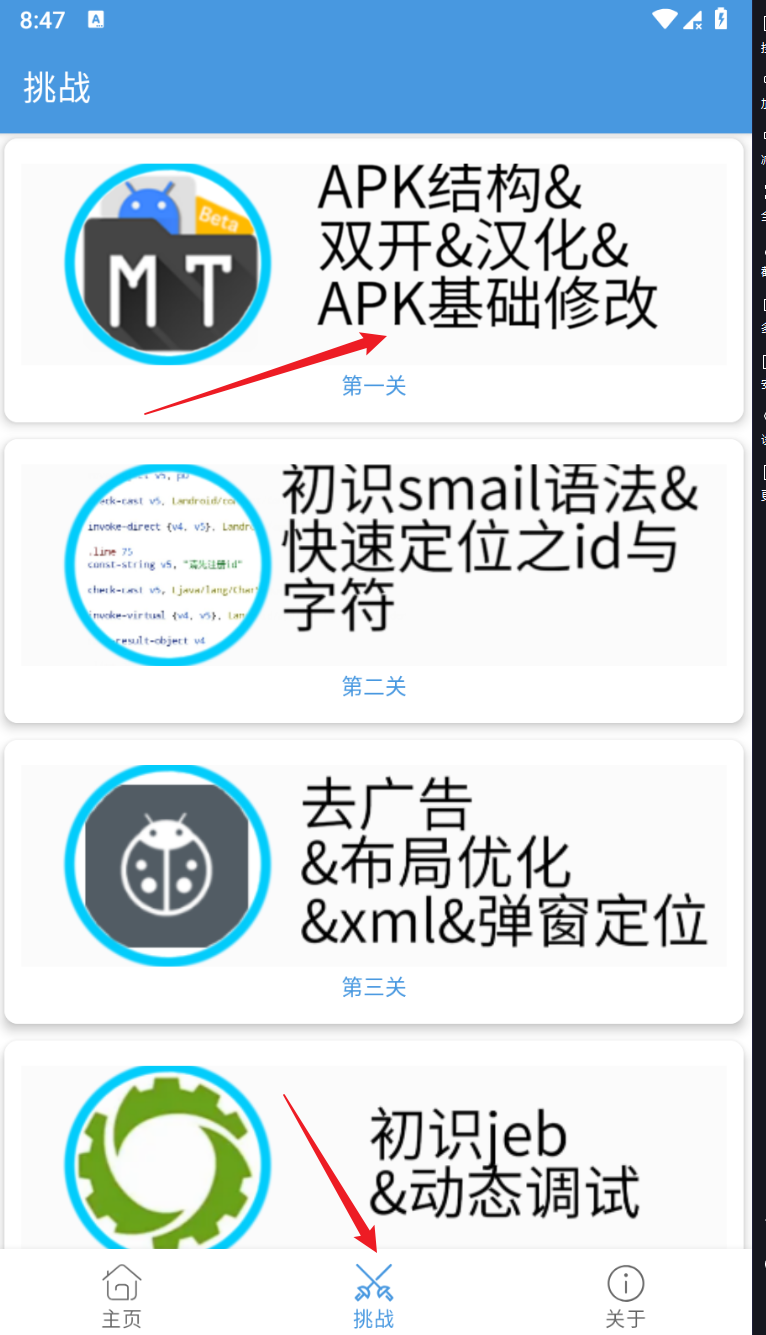 8:47
A
挑战
Beta
MT
APK结构&
双开&汉化&
APK基础修改
第一关
check-cast v5, Landroid/co
invoke-direct {v4, v5}, Landr
.line 75
const-string v5, "请先注册id"
check-cast v5, Ljava/lang/Char
invoke-virtual {v4, v5}, Lan
result-object v4
初识smail语法&
快速定位之id与
字符
第二关
去广告
&布局优化
&xml&弹窗定位
第三关
初识jeb
&动态调试
主页
挑战
关于